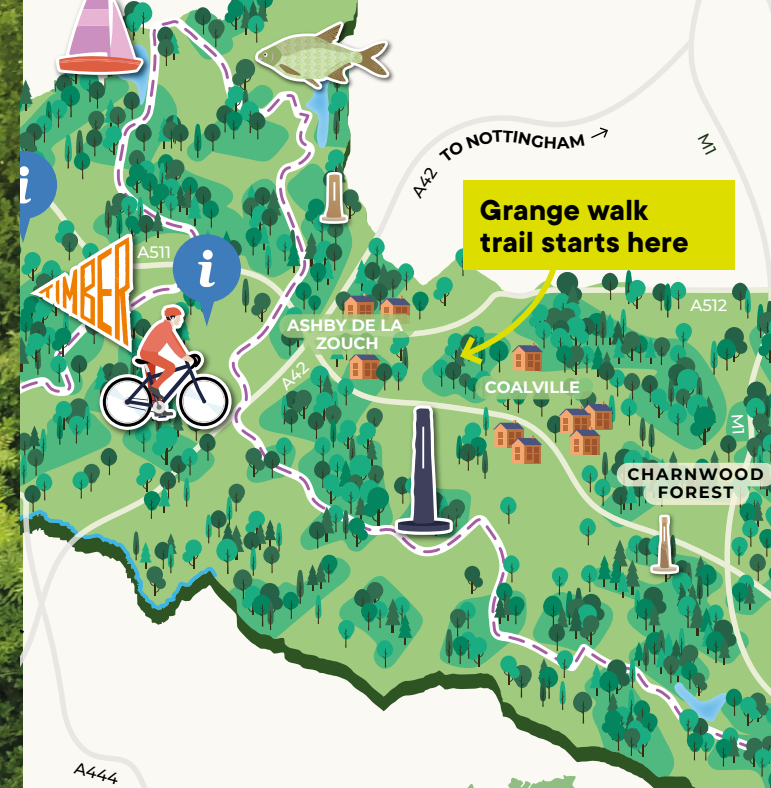 TO NOTTINGHAM
A42
M1
Grange walk
trail starts here
i
i
A511
TIMBER
A512
ASHBY DE LA
ZOUCH
A42
COALVILLE
M1
CHARNWOOD
FOREST
A444